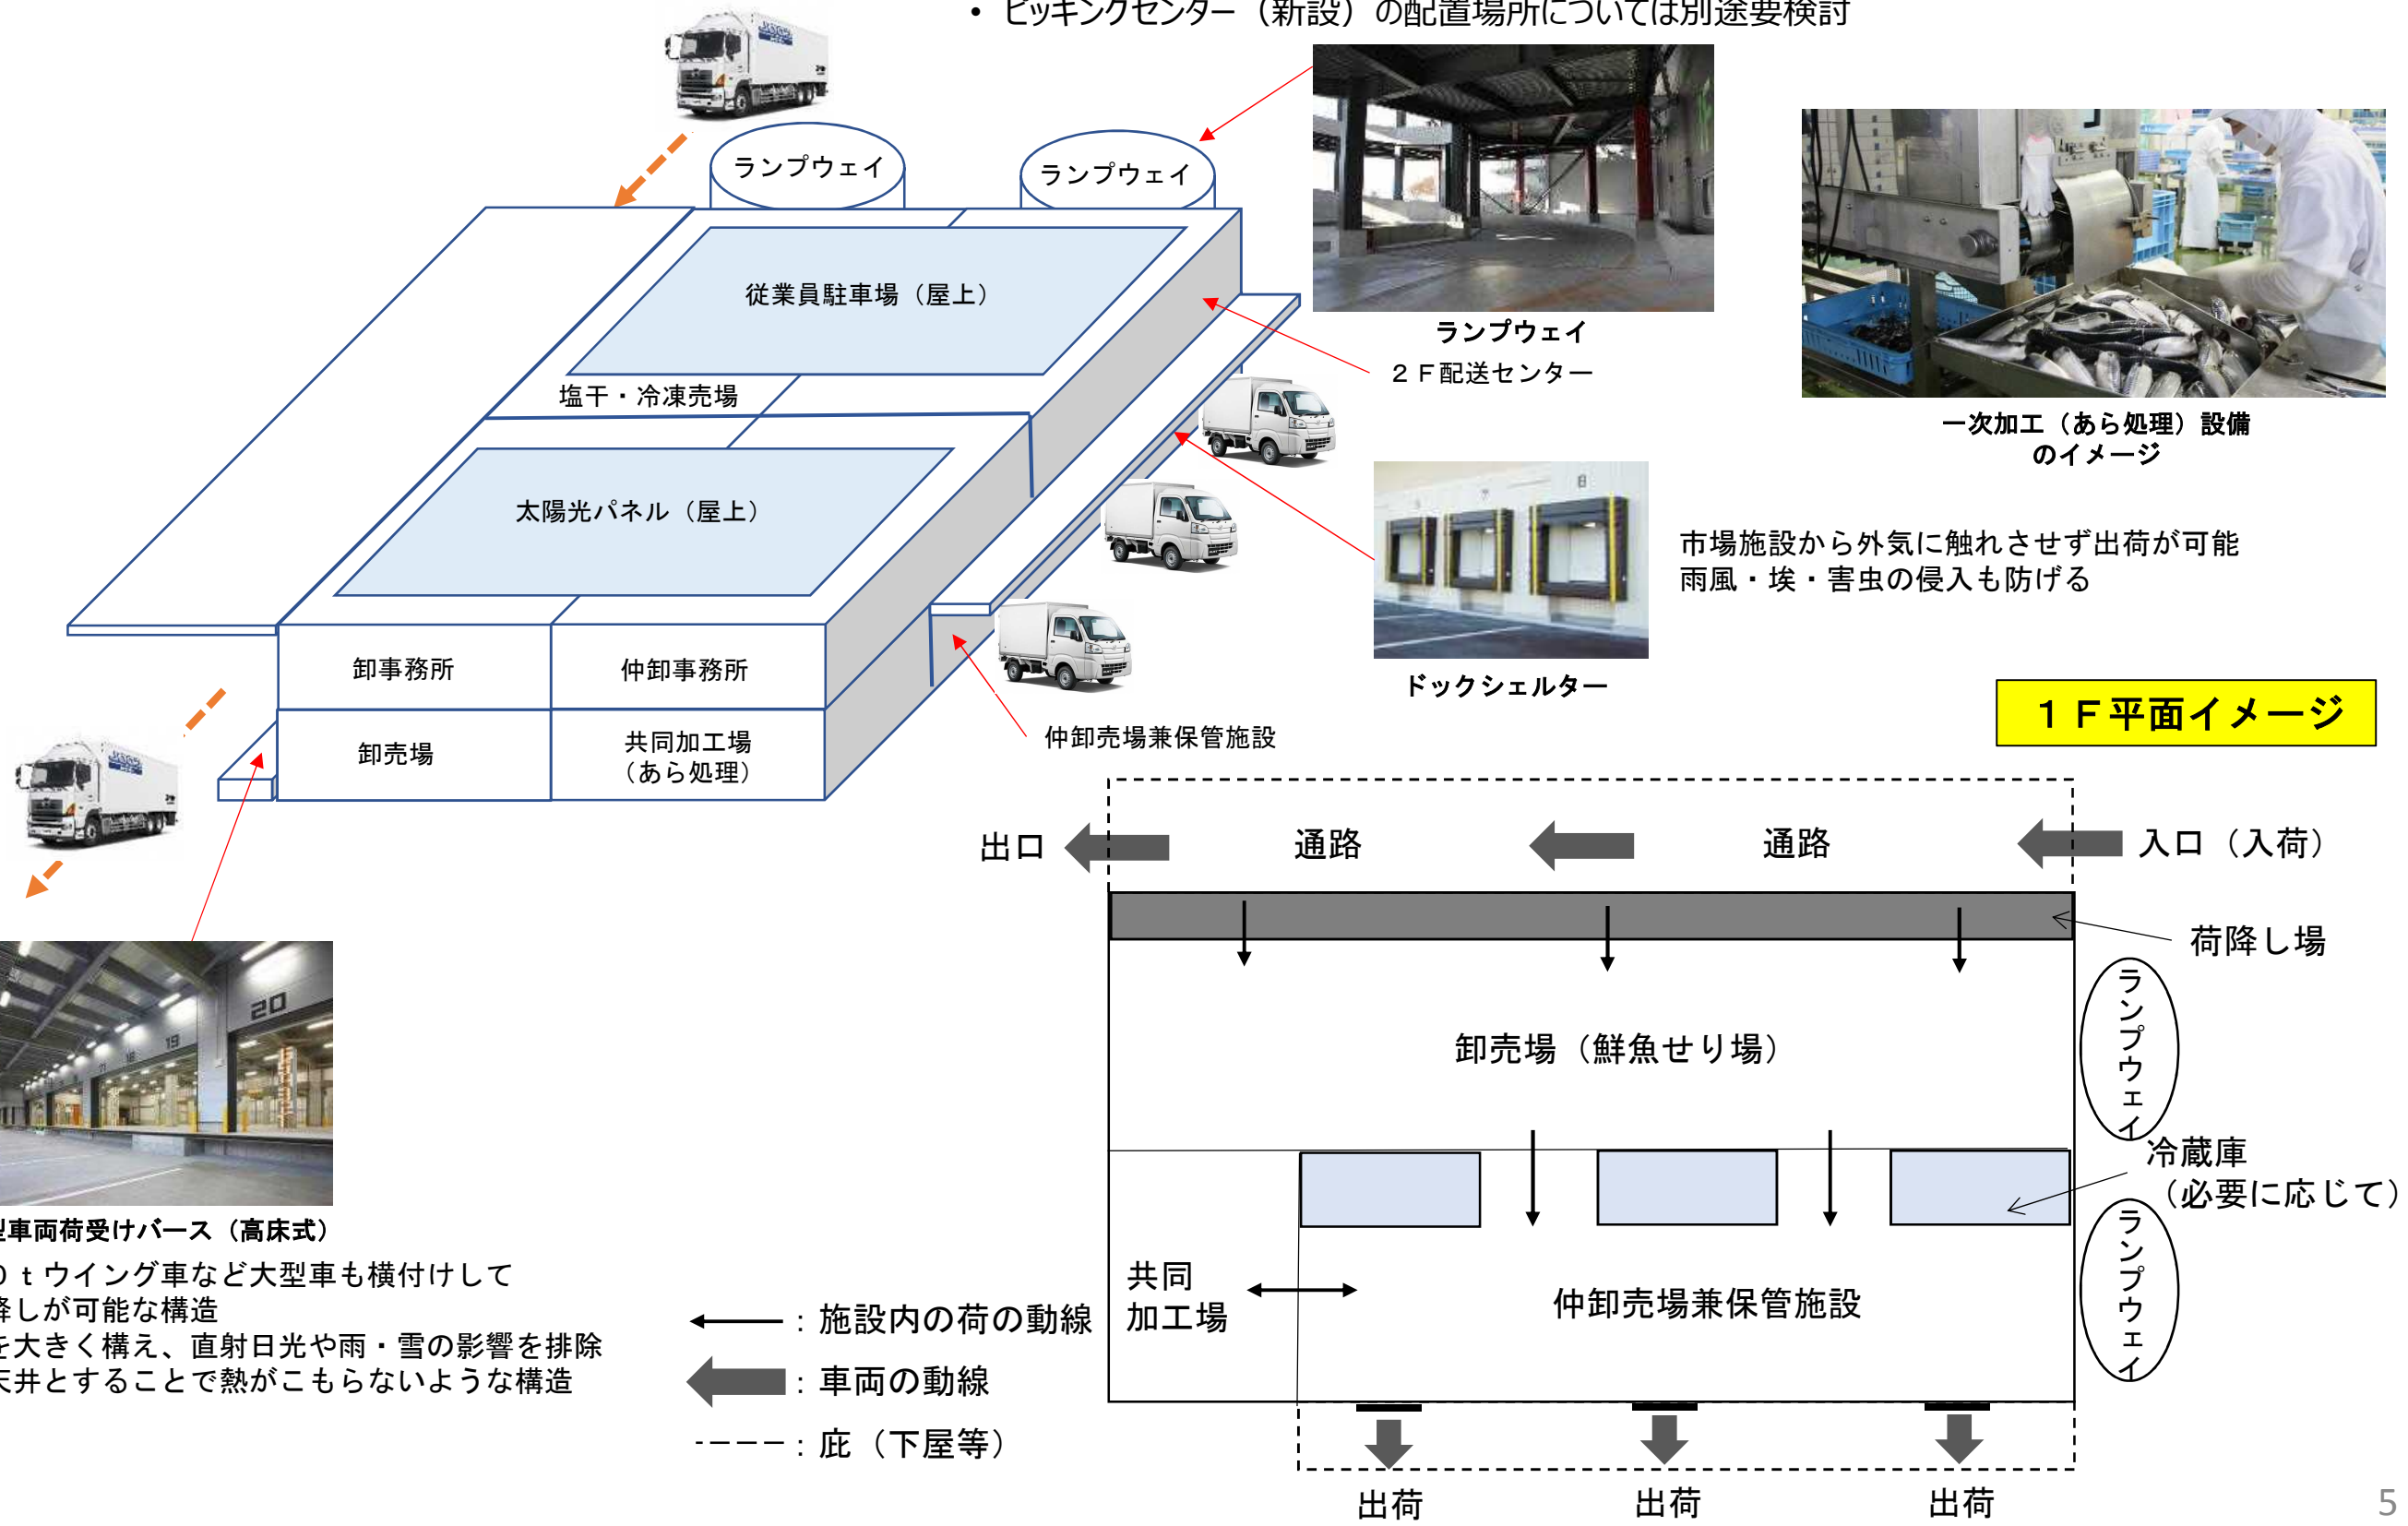 • ピッキングセンター（新設）の配置場所については別途要検討
ランプウェイ
ランプウェイ
従業員駐車場（屋上）
塩干・冷凍売場
太陽光パネル（屋上）
卸事務所
仲卸事務所
卸売場
共同加工場
（あら処理）
ランプウェイ
２Ｆ配送センター
一次加工（あら処理）設備
のイメージ
市場施設から外気に触れさせず出荷が可能
雨風・埃・害虫の侵入も防げる
ドックシェルター
仲卸売場兼保管施設
１Ｆ平面イメージ
出口
通路
通路
入口（入荷）
荷降し場
ランプウェイ
卸売場（鮮魚せり場）
冷蔵庫
（必要に応じて）
ランプウェイ
共同
加工場
仲卸売場兼保管施設
出荷
出荷
出荷
20
19
18
型車両荷受けバース（高床式）
０ｔウイング車など大型車も横付けして
降しが可能な構造
を大きく構え、直射日光や雨・雪の影響を排除
天井とすることで熱がこもらないような構造
：施設内の荷の動線
：車両の動線
：庇（下屋等）
5